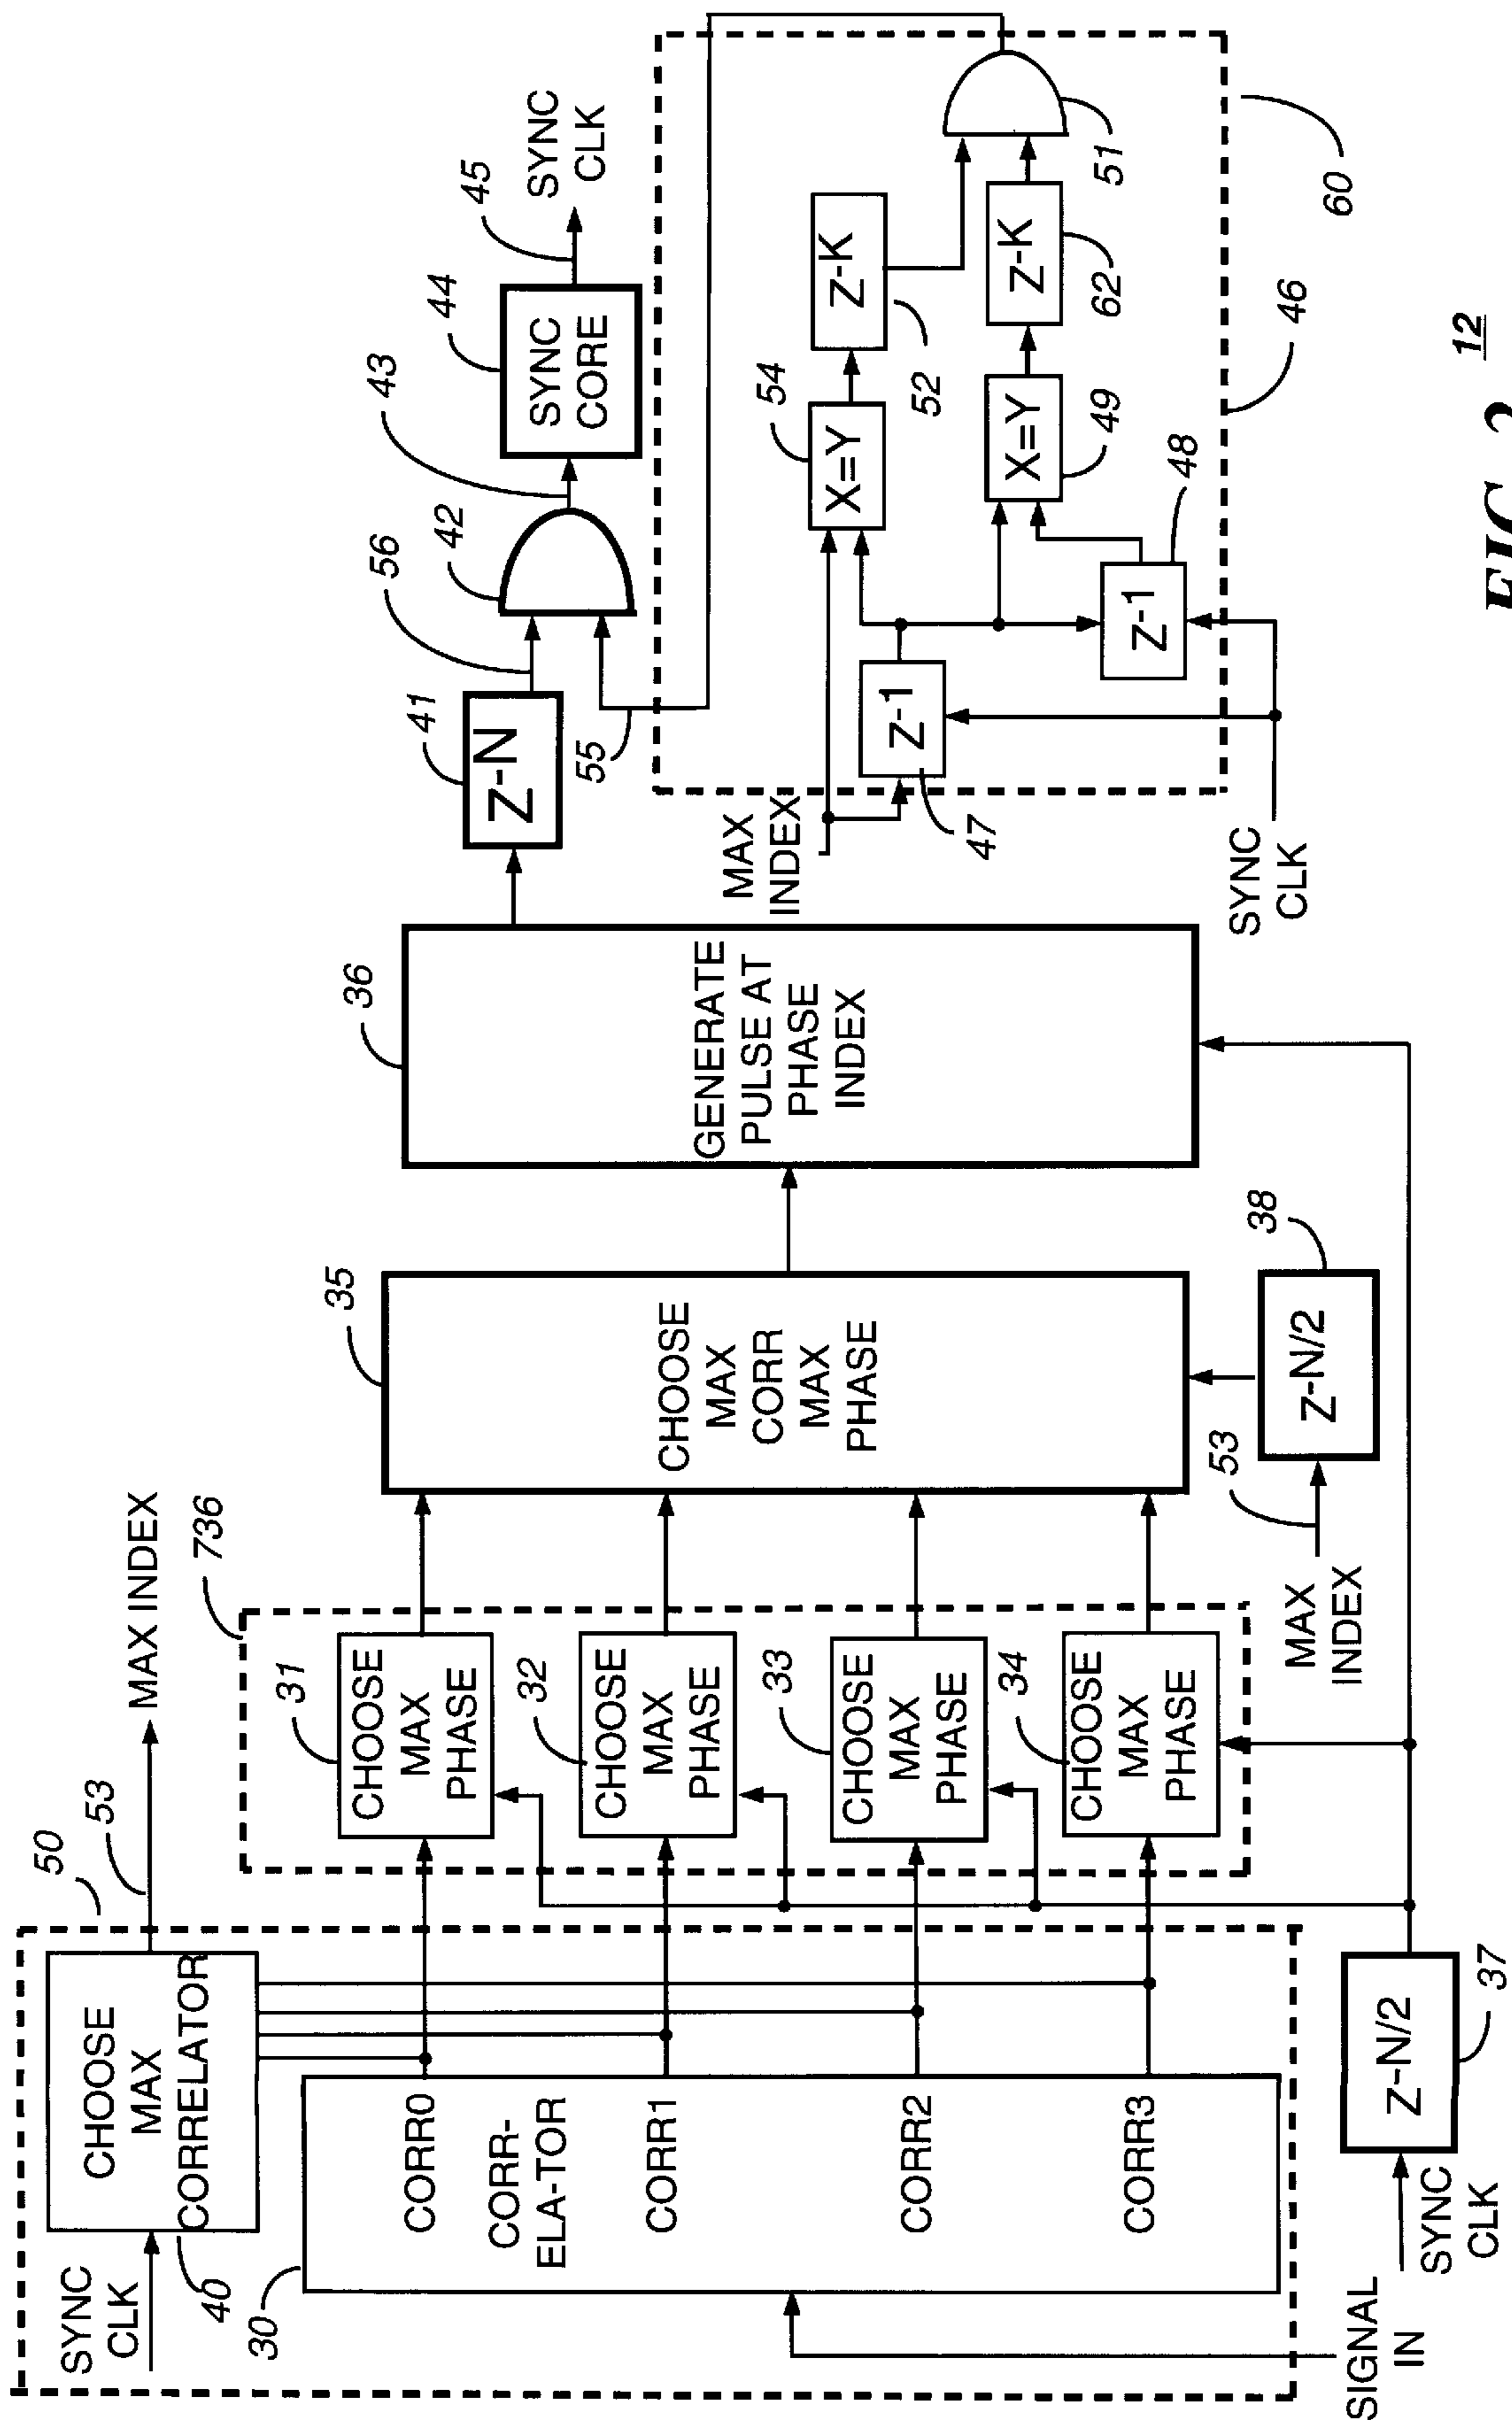 50
53
MAX INDEX
SYNC
CLK
40
CHOOSE
MAX
CORRELATOR
30
CORR0
CORR-
ELA-TOR
CORR1
CORR2
CORR3
SIGNAL
IN
SYNC
CLK
Z-N/2
37
736
31
CHOOSE
MAX
PHASE
32
CHOOSE
MAX
PHASE
33
CHOOSE
MAX
PHASE
34
CHOOSE
MAX
PHASE
35
CHOOSE
MAX
CORR
MAX
PHASE
MAX
INDEX
53
Z-N/2
38
36
GENERATE
PULSE AT
PHASE
INDEX
41
Z-N
56
55
42
43
44
SYNC
CORE
45
SYNC
CLK
MAX
INDEX
47
Z-1
SYNC
CLK
Z-1
48
54
X=Y
X=Y
49
52
Z-K
Z-K
62
51
46
60
FIG. 2
12